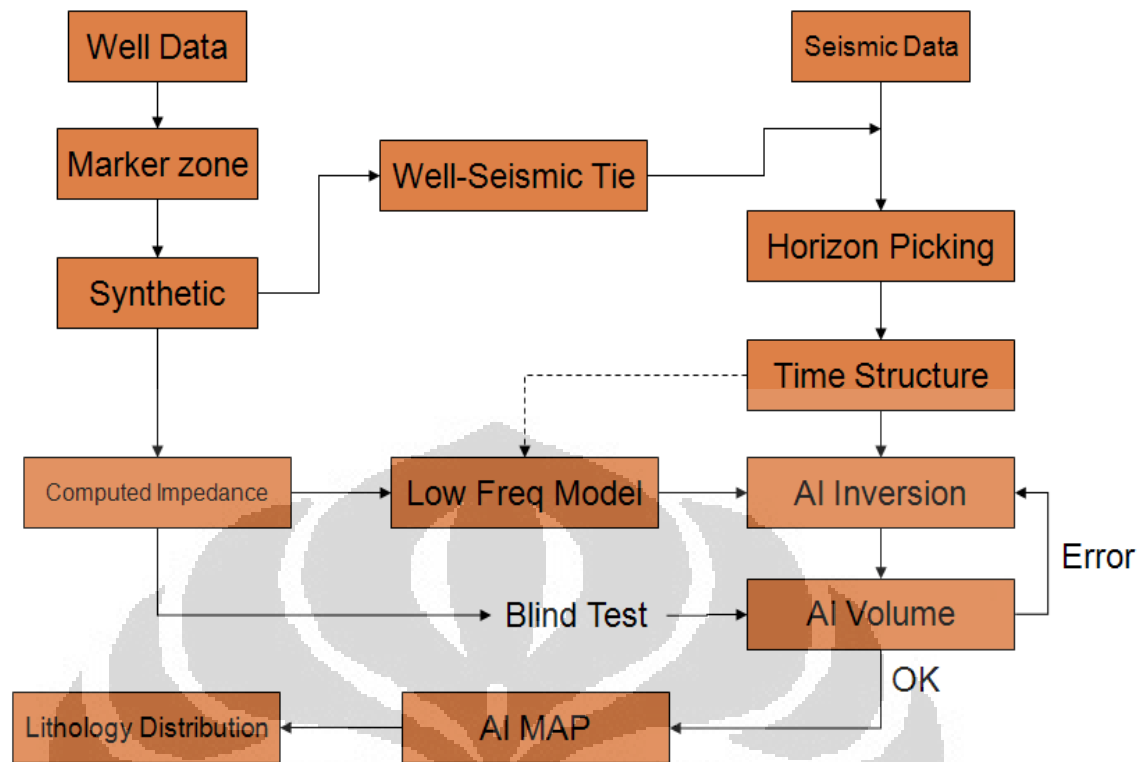 Well Data
Seismic Data
Marker zone
Well-Seismic Tie
Synthetic
Horizon Picking
Time Structure
Computed Impedance
Low Freq Model
AI Inversion
Error
Blind Test
AI Volume
OK
Lithology Distribution
AI MAP